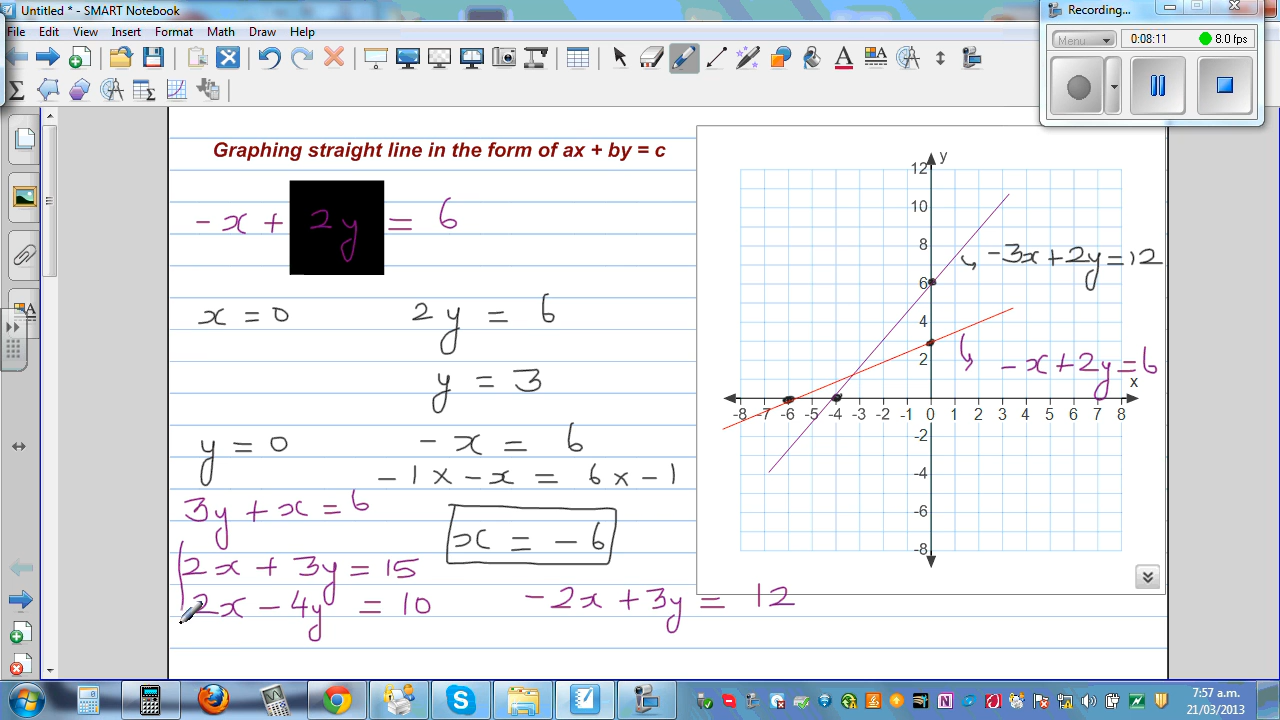 Untitled * - SMART Notebook
Recording...
File Edit View Insert Format Math Draw Help
Menu
0:08:11
8.0 fps
Graphing straight line in the form of ax + by = c
-x + 2y = 6
x = 0 2y = 6
y = 3
y = 0 -x = 6
-1 x -x = 6 x -1
3y + x = 6
x = -6
2x + 3y = 15
2x - 4y = 10
-2x + 3y = 12
y
12
10
8
-3x + 2y = 12
6
4
2
-x + 2y = 6
x
-8 -7 -6 -5 -4 -3 -2 -1 0 1 2 3 4 5 6 7 8
-2
-4
-6
-8
7:57 a.m.
21/03/2013